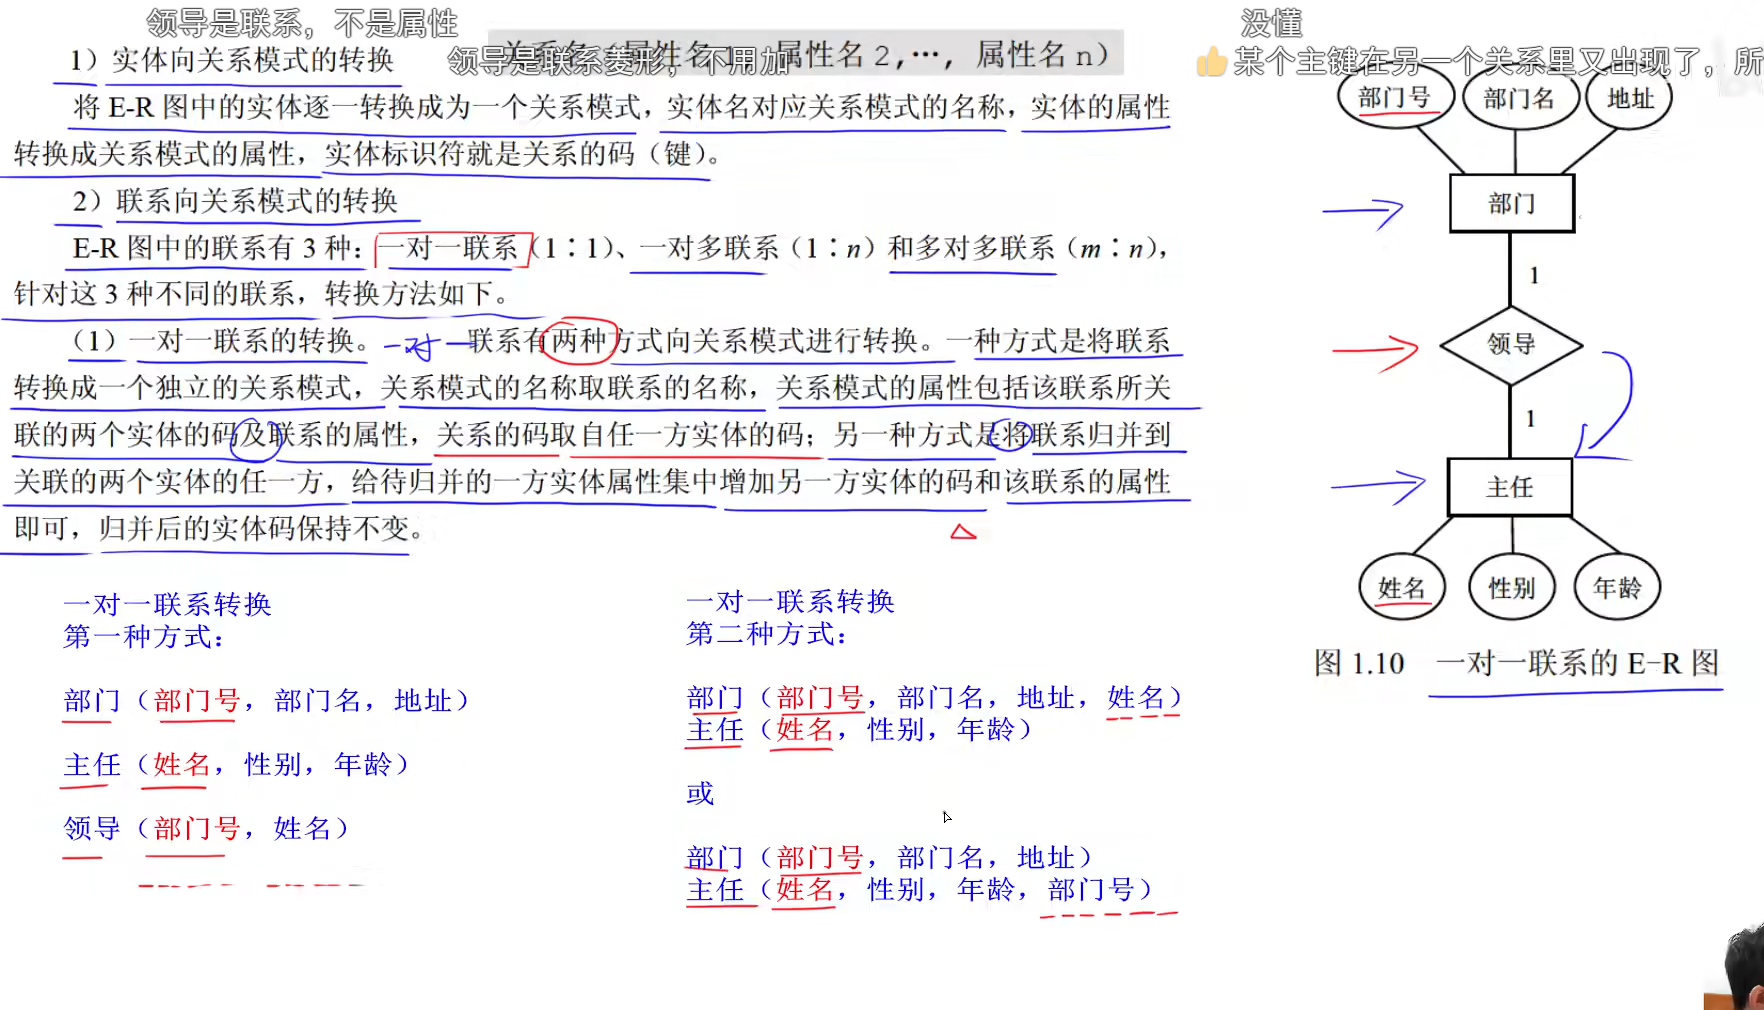 领导是联系，不是属性
没懂
1）实体向关系模式的转换
属性名 2,…，属性名 n）
领导是联系菱形，不用加
👍某个主键在另一个关系里又出现了，所
将 E-R 图中的实体逐一转换成为一个关系模式，实体名对应关系模式的名称，实体的属性
转换成关系模式的属性，实体标识符就是关系的码（键）。
2）联系向关系模式的转换
E-R 图中的联系有 3 种：一对一联系（1∶1）、一对多联系（1∶n）和多对多联系（m∶n），
针对这 3 种不同的联系，转换方法如下。
（1）一对一联系的转换。一对一联系有两种方式向关系模式进行转换。一种方式是将联系
转换成一个独立的关系模式，关系模式的名称取联系的名称，关系模式的属性包括该联系所关
联的两个实体的码及联系的属性，关系的码取自任一方实体的码；另一种方式是将联系归并到
关联的两个实体的任一方，给待归并的一方实体属性集中增加另一方实体的码和该联系的属性
即可，归并后的实体码保持不变。
部门号
部门名
地址
部门
1
领导
1
主任
姓名
性别
年龄
图 1.10 一对一联系的 E-R 图
一对一联系转换
第一种方式：
部门（部门号，部门名，地址）
主任（姓名，性别，年龄）
领导（部门号，姓名）
一对一联系转换
第二种方式：
部门（部门号，部门名，地址，姓名）
主任（姓名，性别，年龄）
或
部门（部门号，部门名，地址）
主任（姓名，性别，年龄，部门号）